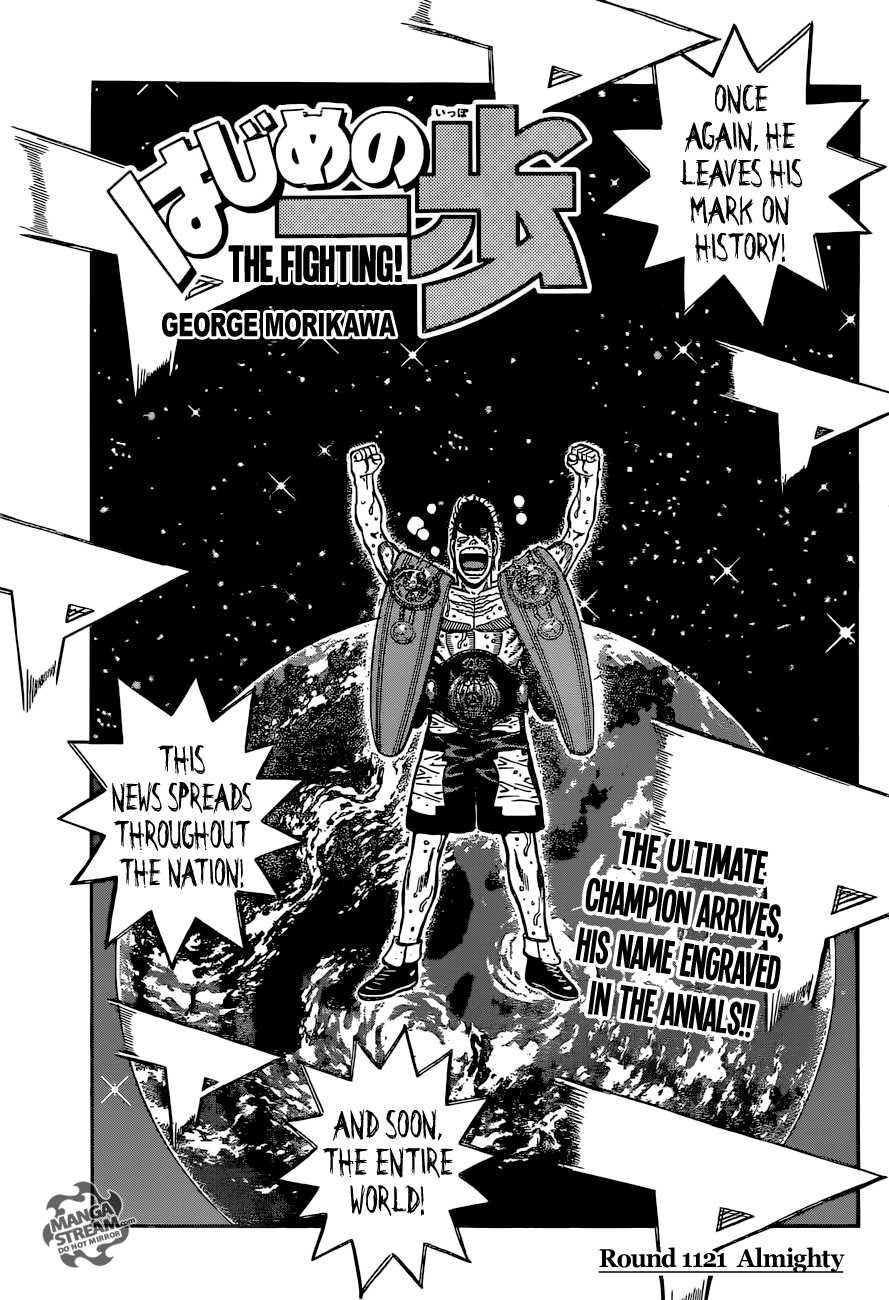 はじめの一歩
いっぽ
THE FIGHTING!
GEORGE MORIKAWA
ONCE
AGAIN, HE
LEAVES HIS
MARK ON
HISTORY!
THIS
NEWS SPREADS
THROUGHOUT
THE NATION!
THE ULTIMATE
CHAMPION ARRIVES,
HIS NAME ENGRAVED
IN THE ANNALS!!
AND SOON,
THE ENTIRE
WORLD!
MANGA
STREAM.com
DO NOT MIRROR
Round 1121 Almighty